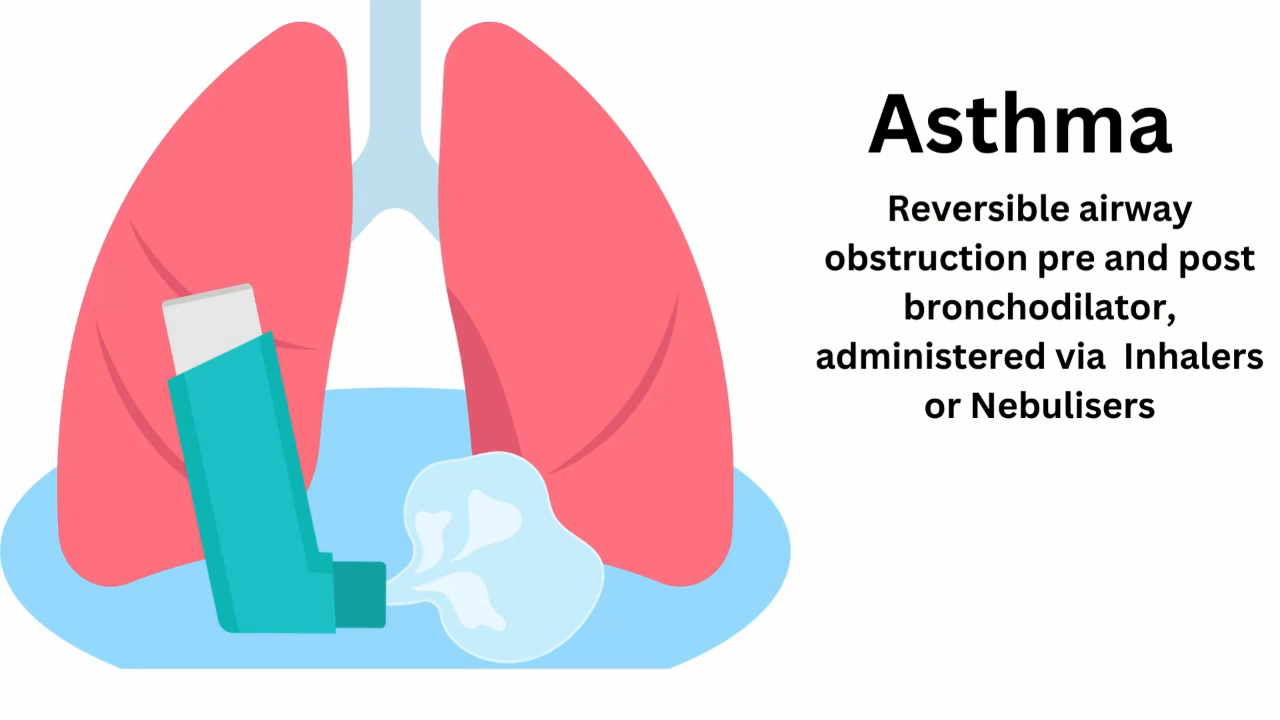 Asthma
Reversible airway
obstruction pre and post
bronchodilator,
administered via  Inhalers
or Nebulisers